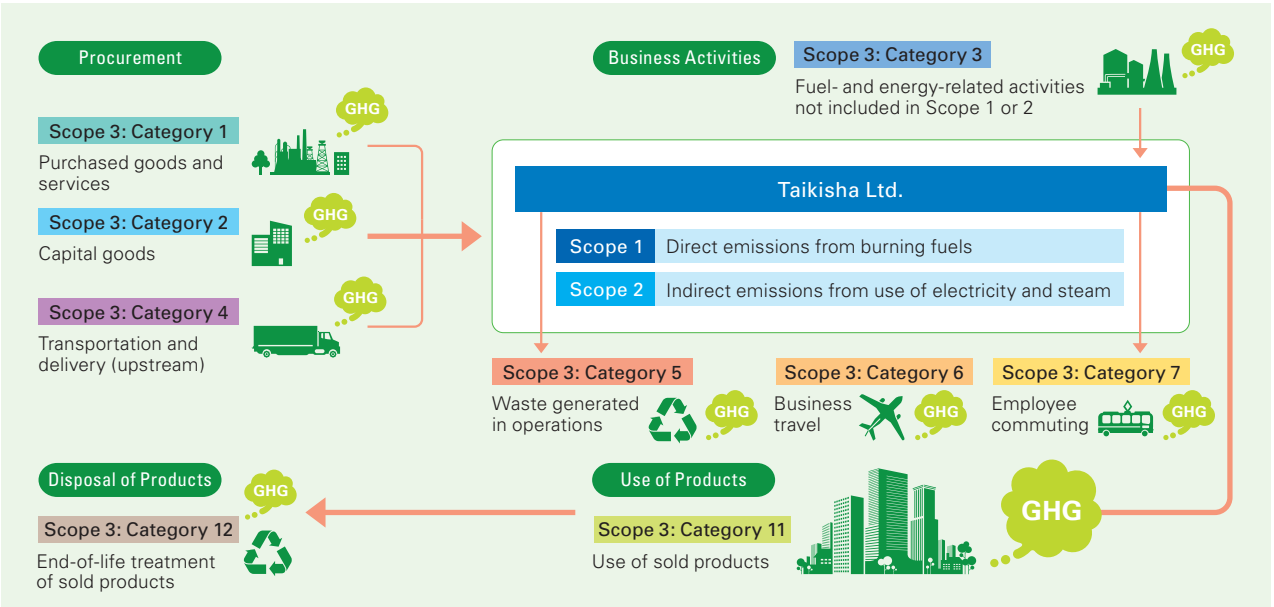 Procurement
GHG
Scope 3: Category 1
Purchased goods and
services
GHG
Scope 3: Category 2
Capital goods
GHG
Scope 3: Category 4
Transportation and
delivery (upstream)
Business Activities
Scope 3: Category 3
Fuel- and energy-related activities
not included in Scope 1 or 2
GHG
Taikisha Ltd.
Scope 1
Direct emissions from burning fuels
Scope 2
Indirect emissions from use of electricity and steam
Scope 3: Category 5
Waste generated
in operations
GHG
Scope 3: Category 6
Business
travel
GHG
Scope 3: Category 7
Employee
commuting
GHG
Use of Products
Scope 3: Category 11
Use of sold products
GHG
Disposal of Products
GHG
Scope 3: Category 12
End-of-life treatment
of sold products